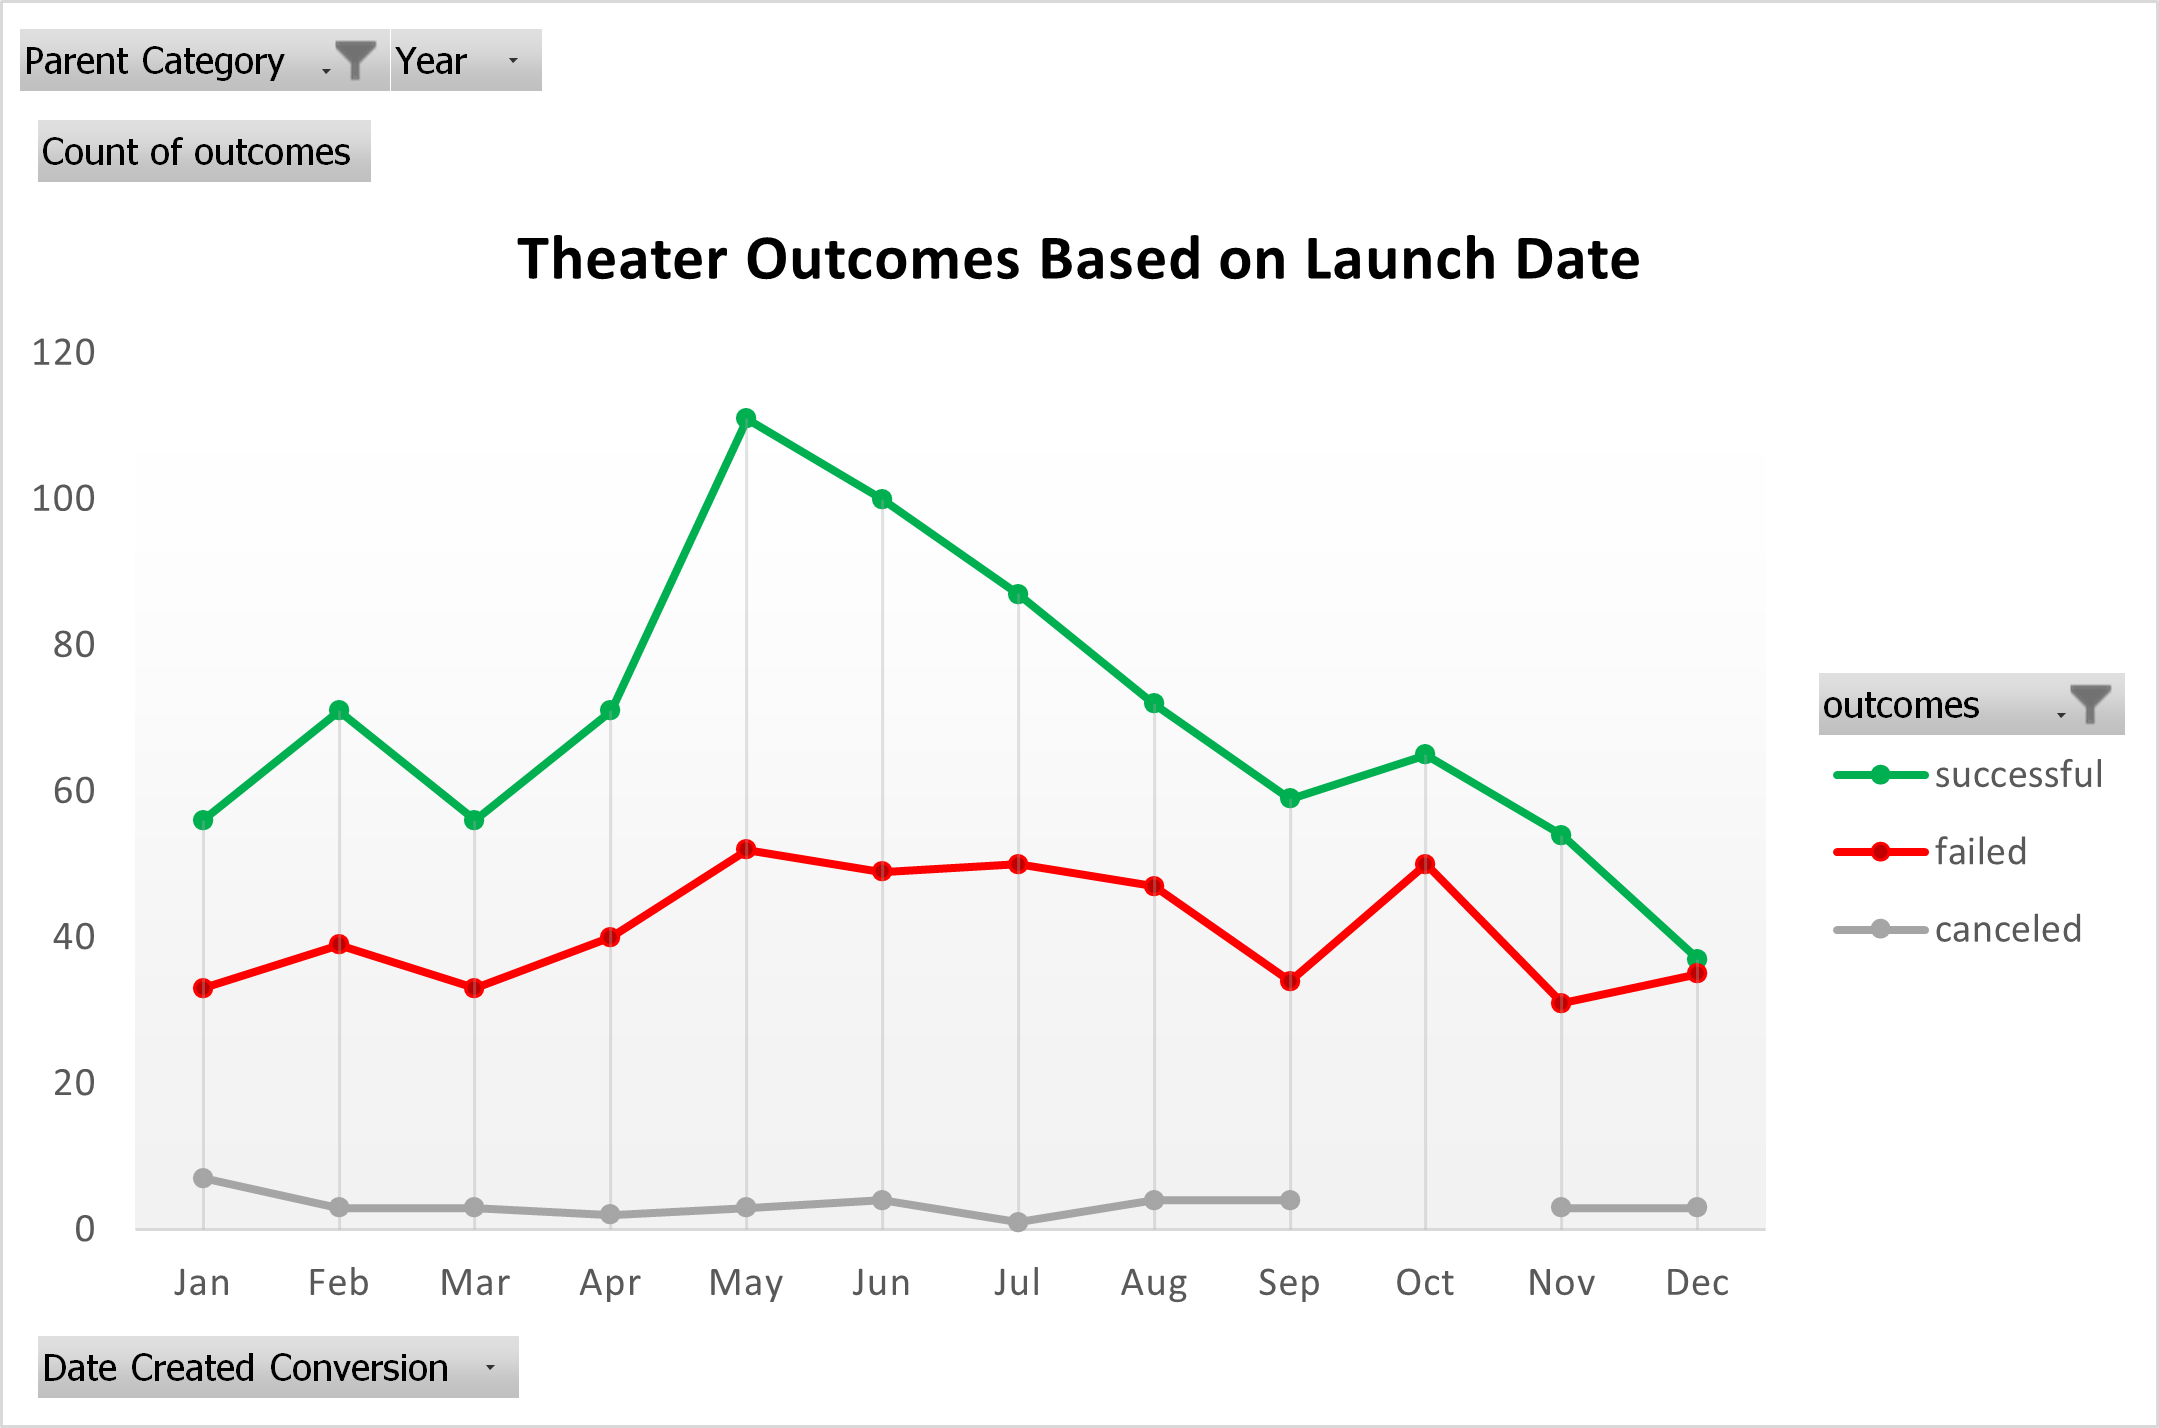 Parent Category Year
Count of outcomes
Theater Outcomes Based on Launch Date
120
100
80
60
40
20
0
Jan Feb Mar Apr May Jun Jul Aug Sep Oct Nov Dec
outcomes
successful
failed
canceled
Date Created Conversion